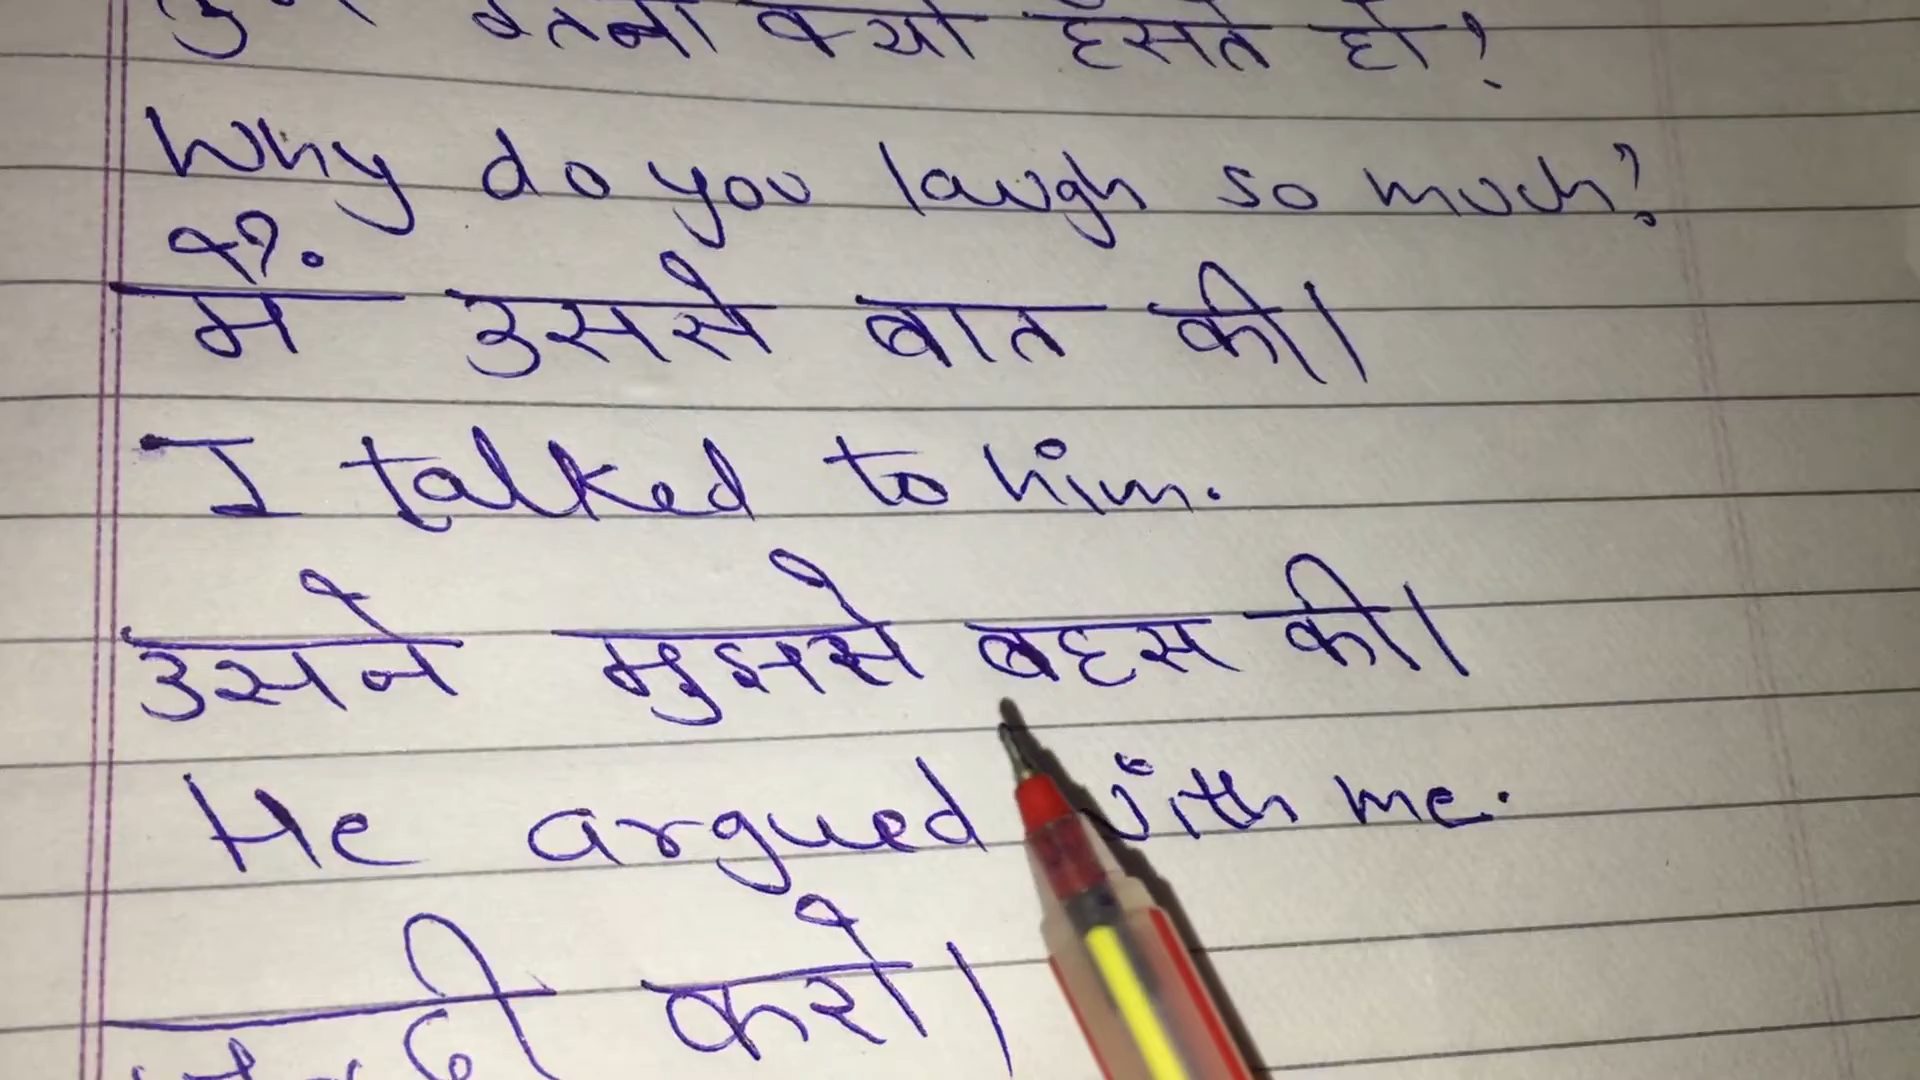 इतना क्यों हँसते हो?
Why do you laugh so much?
मैं उससे बात की।
I talked to him.
उसने मुझसे बहस की।
He argued with me.
करो।